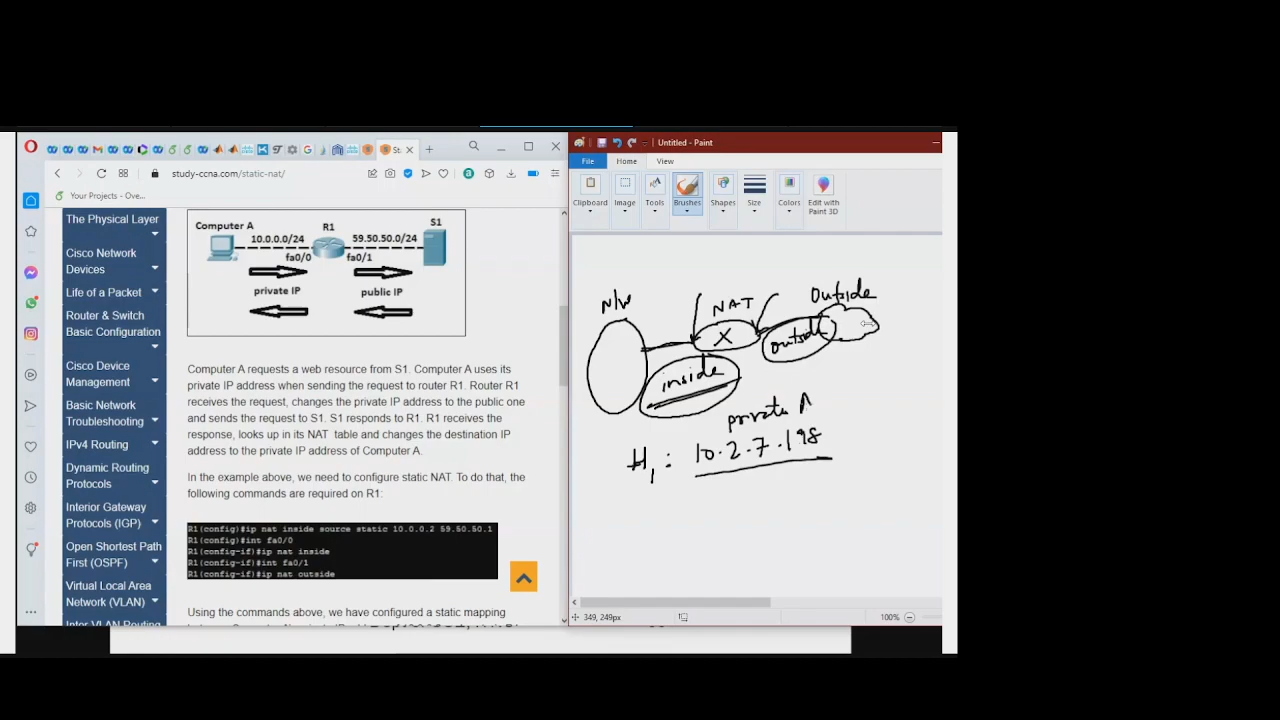 St.
study-ccna.com/static-nat/
Your Projects - Ove...
The Physical Layer
Cisco Network
Devices
Life of a Packet
Router & Switch
Basic Configuration
Cisco Device
Management
Basic Network
Troubleshooting
IPv4 Routing
Dynamic Routing
Protocols
Interior Gateway
Protocols (IGP)
Open Shortest Path
First (OSPF)
Virtual Local Area
Network (VLAN)
Inter VLAN Routing
Computer A
10.0.0.0/24
R1
59.50.50.0/24
S1
fa0/0
fa0/1
private IP
public IP
Computer A requests a web resource from S1. Computer A uses its
private IP address when sending the request to router R1. Router R1
receives the request, changes the private IP address to the public one
and sends the request to S1. S1 responds to R1. R1 receives the
response, looks up in its NAT table and changes the destination IP
address to the private IP address of Computer A.
In the example above, we need to configure static NAT. To do that, the
following commands are required on R1:
R1(config)#ip nat inside source static 10.0.0.2 59.50.50.1
R1(config)#int fa0/0
R1(config-if)#ip nat inside
R1(config-if)#int fa0/1
R1(config-if)#ip nat outside
Using the commands above, we have configured a static mapping
Untitled - Paint
File Home View
Clipboard Image Tools Brushes Shapes Size Colors Edit with
Paint 3D
N/W
NAT
Outside
X
outside
inside
private A
H1 : 10.2.7.198
349, 249px
100%